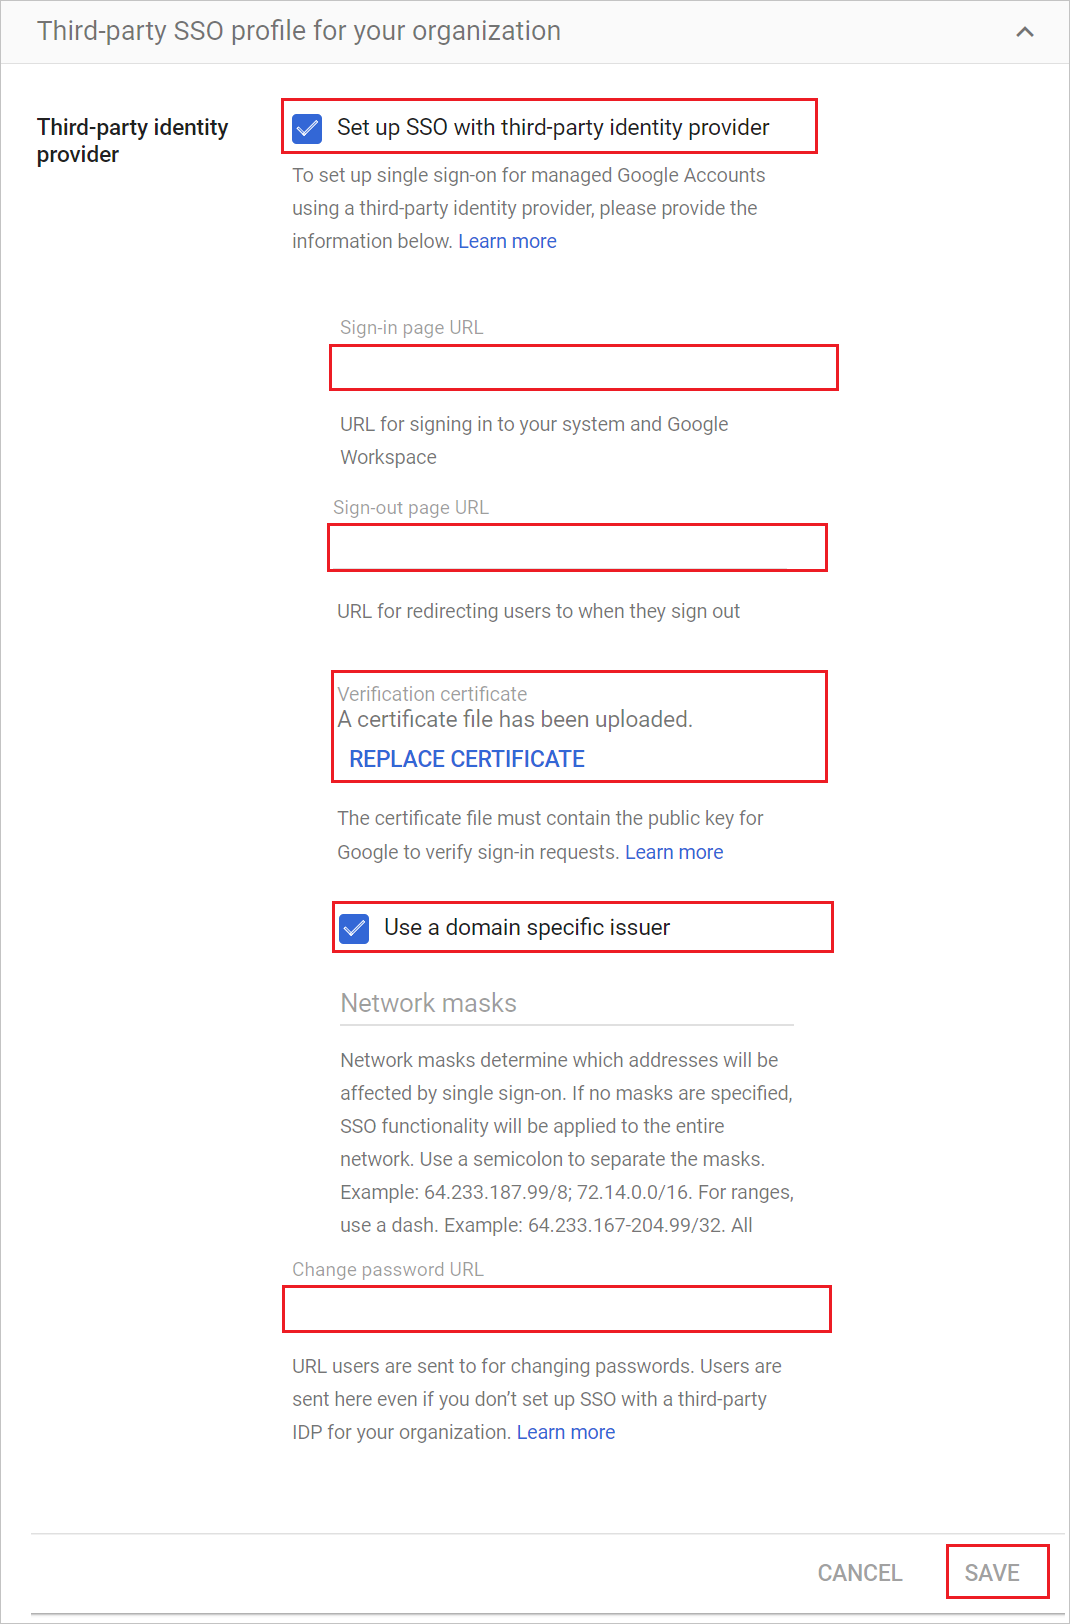 Third-party SSO profile for your organization
Third-party identity
provider
Set up SSO with third-party identity provider
To set up single sign-on for managed Google Accounts
using a third-party identity provider, please provide the
information below. Learn more
Sign-in page URL
URL for signing in to your system and Google
Workspace
Sign-out page URL
URL for redirecting users to when they sign out
Verification certificate
A certificate file has been uploaded.
REPLACE CERTIFICATE
The certificate file must contain the public key for
Google to verify sign-in requests. Learn more
Use a domain specific issuer
Network masks
Network masks determine which addresses will be
affected by single sign-on. If no masks are specified,
SSO functionality will be applied to the entire
network. Use a semicolon to separate the masks.
Example: 64.233.187.99/8; 72.14.0.0/16. For ranges,
use a dash. Example: 64.233.167-204.99/32. All
Change password URL
URL users are sent to for changing passwords. Users are
sent here even if you don’t set up SSO with a third-party
IDP for your organization. Learn more
CANCEL
SAVE